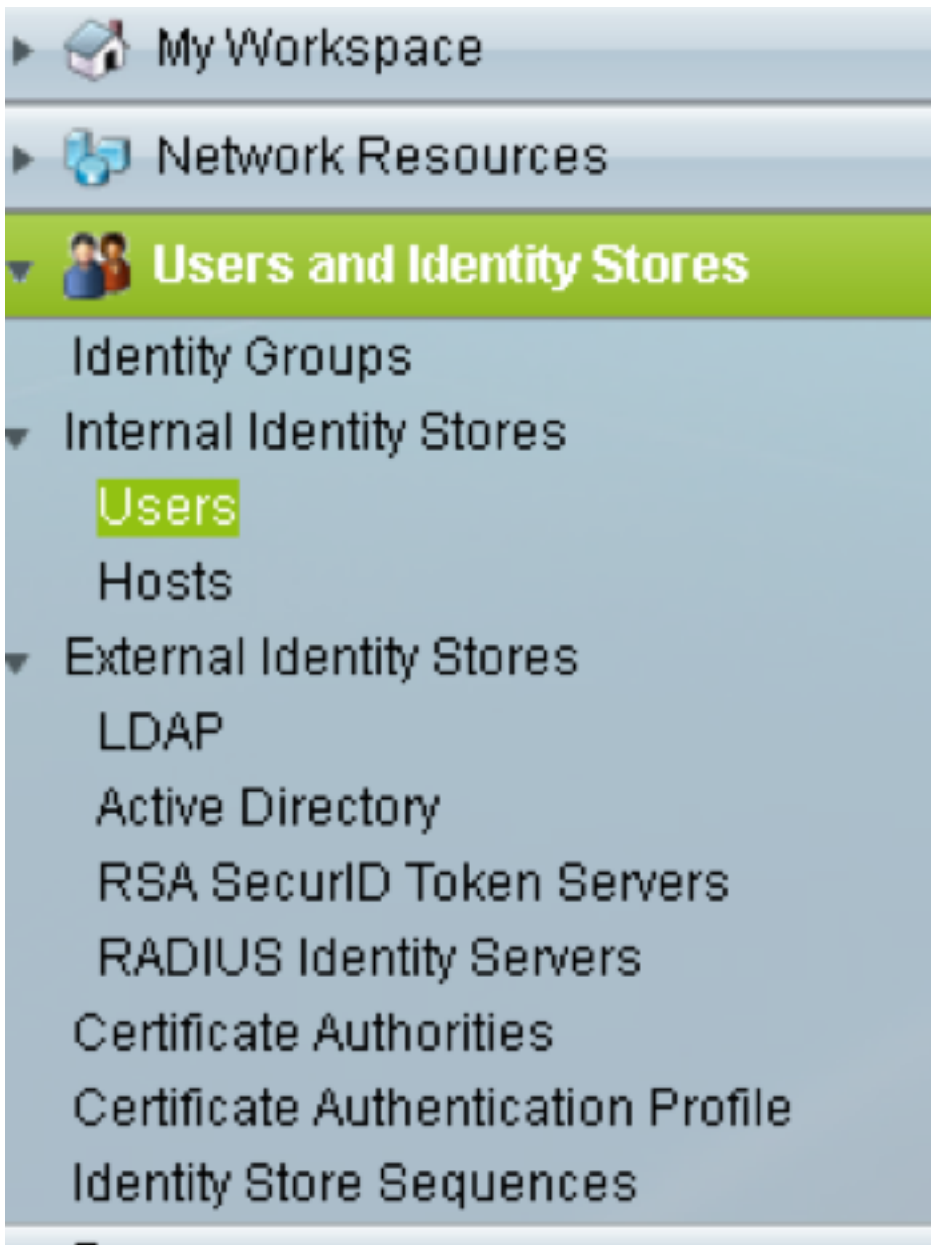 My Workspace
Network Resources
Users and Identity Stores
Identity Groups
Internal Identity Stores
Users
Hosts
External Identity Stores
LDAP
Active Directory
RSA SecurID Token Servers
RADIUS Identity Servers
Certificate Authorities
Certificate Authentication Profile
Identity Store Sequences